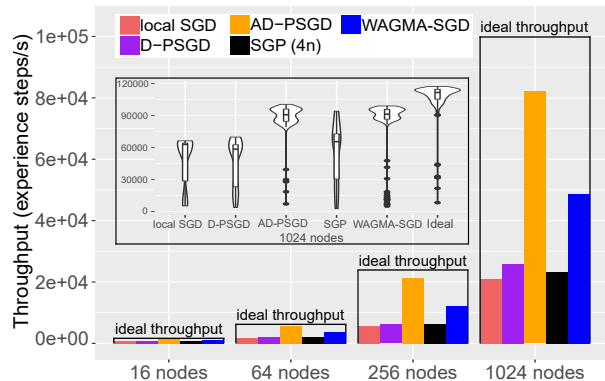 local SGD AD−PSGD WAGMA−SGD
D−PSGD SGP (4n)
Throughput (experience steps/s)
1e+05
8e+04
6e+04
4e+04
2e+04
0e+00
120000
90000
60000
30000
0
local SGD D-PSGD AD-PSGD SGP WAGMA-SGD Ideal
1024 nodes
ideal throughput
ideal throughput
ideal throughput
ideal throughput
16 nodes 64 nodes 256 nodes 1024 nodes